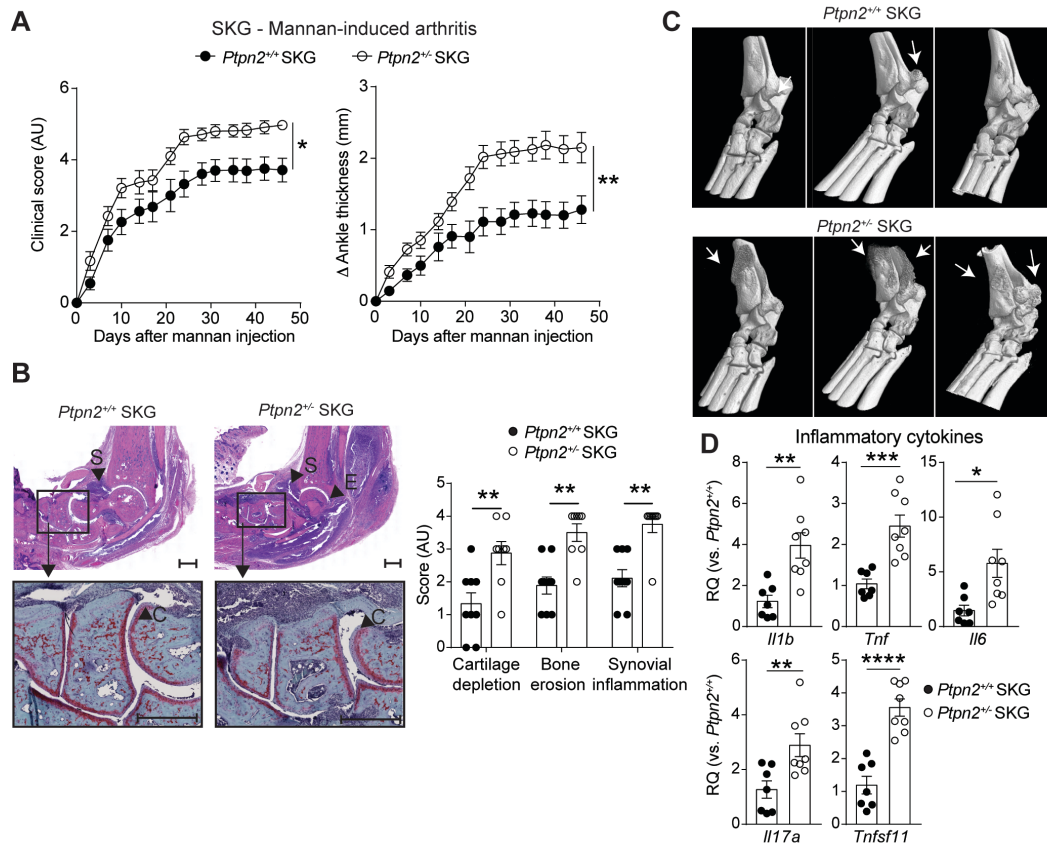 A
SKG - Mannan-induced arthritis
Ptpn2+/+ SKG
Ptpn2+/- SKG
Clinical score (AU)
6
4
2
0
0 10 20 30 40 50
Days after mannan injection
*
Δ Ankle thickness (mm)
3
2
1
0
0 10 20 30 40 50
Days after mannan injection
**
B
Ptpn2+/+ SKG
Ptpn2+/- SKG
S
S
E
C
C
Ptpn2+/+ SKG
Ptpn2+/- SKG
Score (AU)
5
4
3
2
1
0
** ** **
Cartilage depletion
Bone erosion
Synovial inflammation
C
Ptpn2+/+ SKG
Ptpn2+/- SKG
D
Inflammatory cytokines
RQ (vs. Ptpn2+/+)
8
6
4
2
0
**
Il1b
4
3
2
1
0
***
Tnf
15
10
5
0
*
Il6
RQ (vs. Ptpn2+/+)
6
4
2
0
**
Il17a
5
4
3
2
1
0
****
Tnfsf11
Ptpn2+/+ SKG
Ptpn2+/- SKG